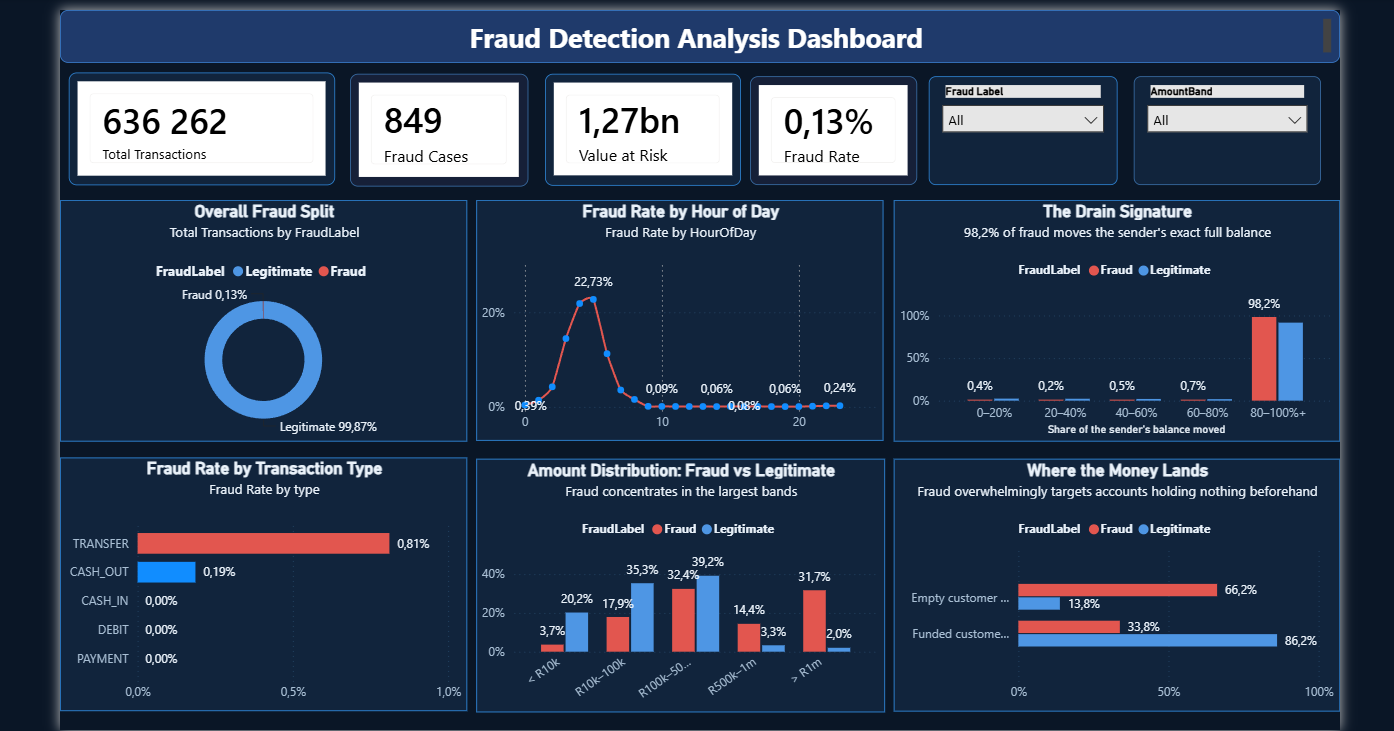 Fraud Detection Analysis Dashboard
636 262
Total Transactions
849
Fraud Cases
1,27bn
Value at Risk
0,13%
Fraud Rate
Fraud Label
All
AmountBand
All
Overall Fraud Split
Total Transactions by FraudLabel
FraudLabel Legitimate Fraud
Fraud 0,13%
Legitimate 99,87%
Fraud Rate by Hour of Day
Fraud Rate by HourOfDay
22,73%
20%
0,09% 0,06% 0,06% 0,24%
0% 0,39% 0,08%
0 10 20
The Drain Signature
98,2% of fraud moves the sender's exact full balance
FraudLabel Fraud Legitimate
98,2%
100%
50%
0,4% 0,2% 0,5% 0,7%
0%
0–20% 20–40% 40–60% 60–80% 80–100%+
Share of the sender's balance moved
Fraud Rate by Transaction Type
Fraud Rate by type
TRANSFER 0,81%
CASH_OUT 0,19%
CASH_IN 0,00%
DEBIT 0,00%
PAYMENT 0,00%
0,0% 0,5% 1,0%
Amount Distribution: Fraud vs Legitimate
Fraud concentrates in the largest bands
FraudLabel Fraud Legitimate
40%
20%
0%
3,7% 20,2% 17,9% 35,3% 32,4% 39,2% 14,4% 3,3% 31,7% 2,0%
< R10k R10k–100k R100k–50... R500k–1m > R1m
Where the Money Lands
Fraud overwhelmingly targets accounts holding nothing beforehand
FraudLabel Fraud Legitimate
Empty customer ... 66,2%
13,8%
Funded custome... 33,8%
86,2%
0% 50% 100%